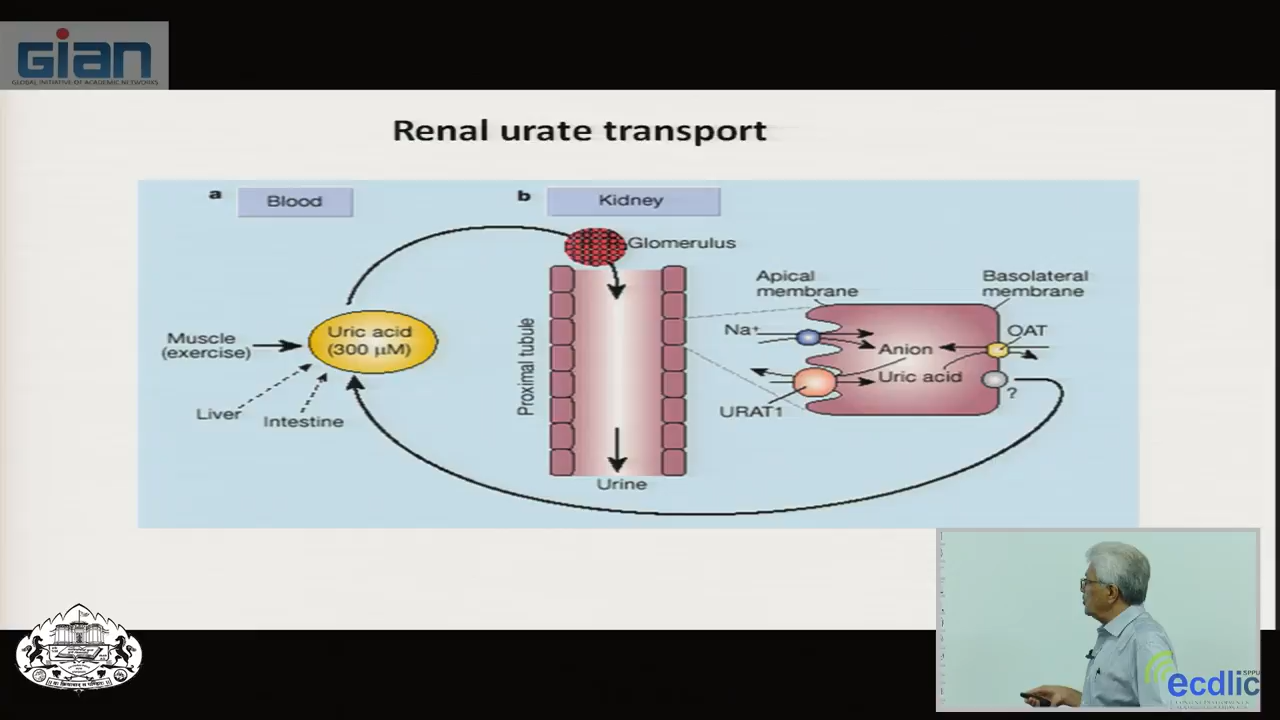 GIAN
GLOBAL INITIATIVE OF ACADEMIC NETWORKS
Renal urate transport
a
Blood
b
Kidney
Glomerulus
Apical
membrane
Basolateral
membrane
Muscle
(exercise)
Uric acid
(300 µM)
Liver
Intestine
Proximal tubule
Urine
Na+
Anion
Uric acid
URAT1
OAT
?
SPPU
ecdlic